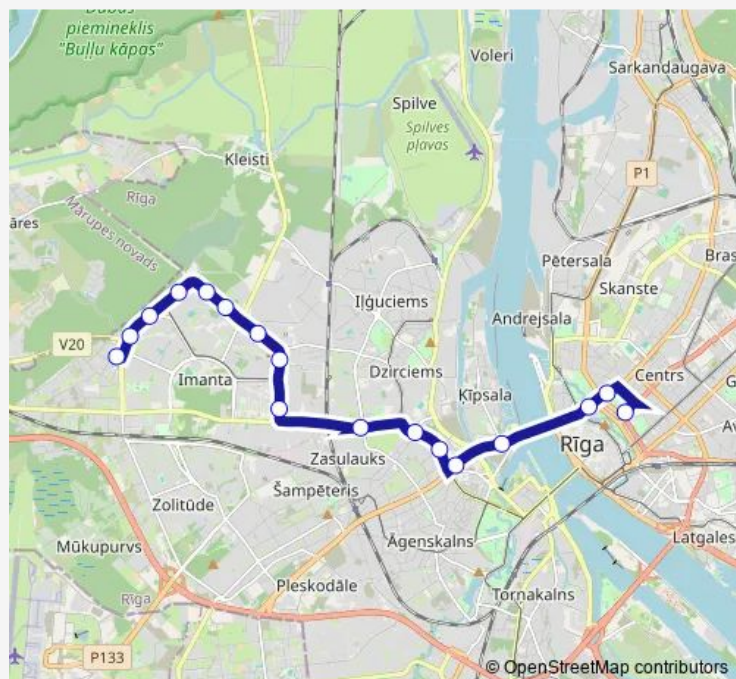 Dabas
piemineklis
"Buļļu kāpas"
Voleri
Sarkandaugava
Spilve
Spilves
pļavas
Kleisti
P1
Rīga
āres
Mārupes novads
Pētersala
Bras
Skanste
Iļģuciems
Andrejsala
V20
Dzirciems
Centrs
Imanta
Ķīpsala
G
Av
Rīga
Zasulauks
Šampēteris
Zolitūde
Mūkupurvs
Āgenskalns
Latgales
Pleskodāle
Torņakalns
Rīga
P133
© OpenStreetMap contributors